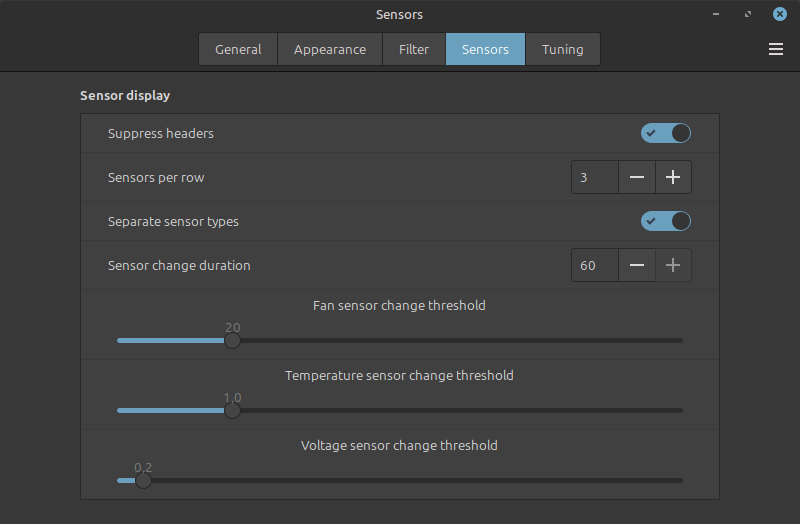 Sensors
General Appearance Filter Sensors Tuning
Sensor display
Suppress headers
Sensors per row 3
Separate sensor types
Sensor change duration 60
Fan sensor change threshold
20
Temperature sensor change threshold
1,0
Voltage sensor change threshold
0,2